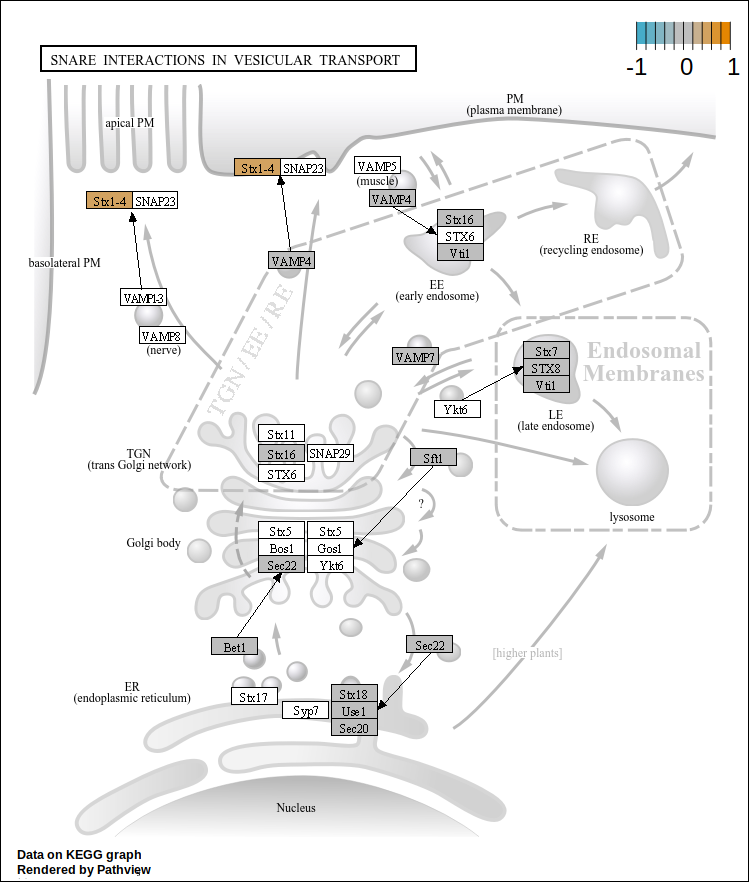 -1 0 1
SNARE INTERACTIONS IN VESICULAR TRANSPORT
PM
(plasma membrane)
apical PM
Stx1-4 SNAP23
VAMP5
(muscle)
VAMP4
Stx1-4 SNAP23
Stx16
STX6
Vti1
RE
(recycling endosome)
basolateral PM
VAMP4
EE
(early endosome)
VAMP1-3
VAMP8
(nerve)
TGN/EE/RE
VAMP7
Stx7
STX8
Vti1
Endosomal
Membranes
Ykt6
LE
(late endosome)
Stx11
Stx16 SNAP29
STX6
TGN
(trans Golgi network)
Sft1
lysosome
?
Golgi body
Stx5 Stx5
Bos1 Gos1
Sec22 Ykt6
Bet1
Sec22
[higher plants]
ER
(endoplasmic reticulum)
Stx17
Syp7
Stx18
Use1
Sec20
Nucleus
Data on KEGG graph
Rendered by Pathview